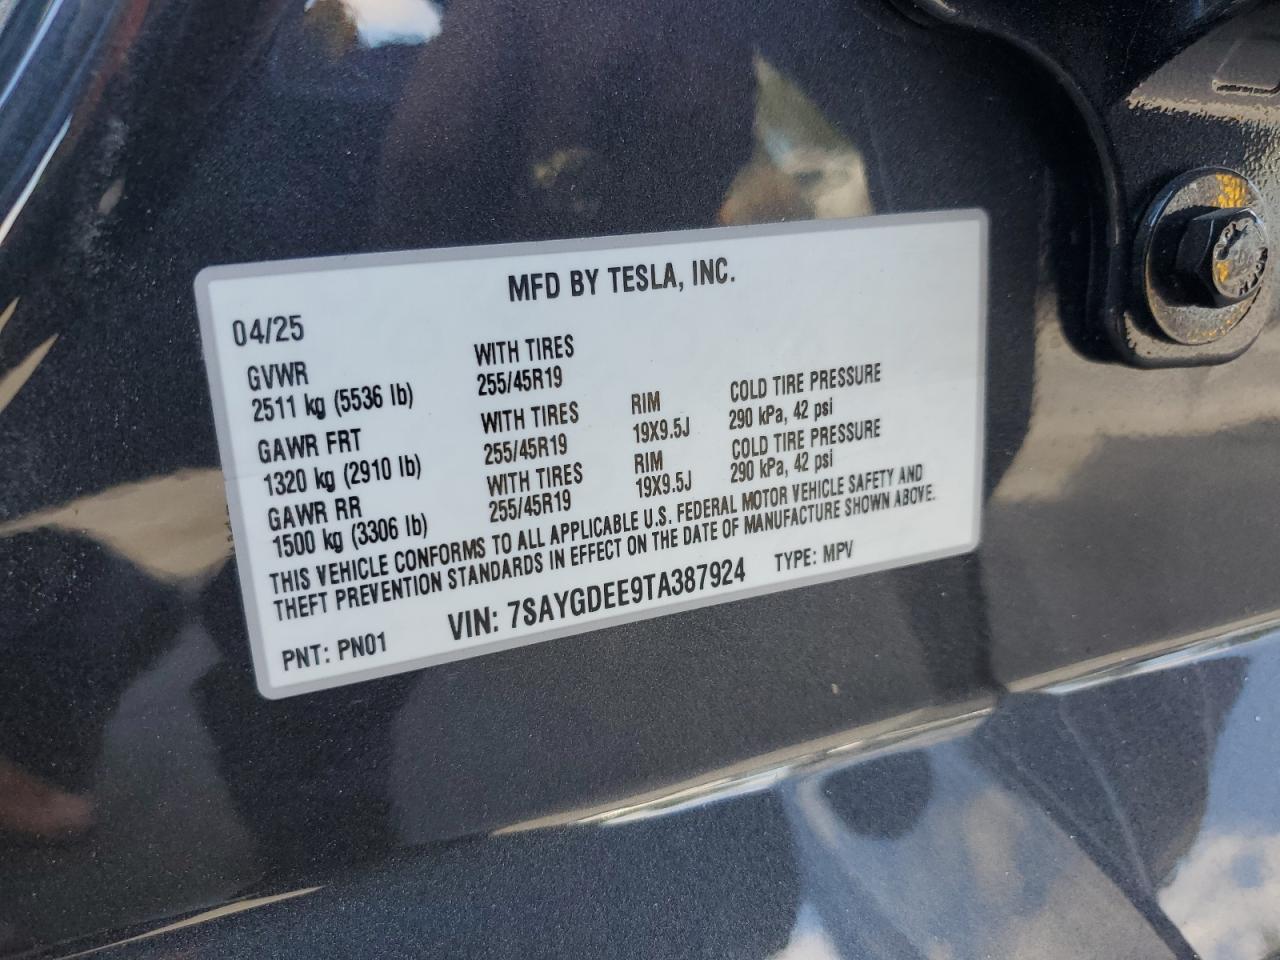 MFD BY TESLA, INC.
04/25
GVWR WITH TIRES
2511 kg (5536 lb) 255/45R19
GAWR FRT WITH TIRES RIM COLD TIRE PRESSURE
1320 kg (2910 lb) 255/45R19 19X9.5J 290 kPa, 42 psi
GAWR RR WITH TIRES RIM COLD TIRE PRESSURE
1500 kg (3306 lb) 255/45R19 19X9.5J 290 kPa, 42 psi
THIS VEHICLE CONFORMS TO ALL APPLICABLE U.S. FEDERAL MOTOR VEHICLE SAFETY AND
THEFT PREVENTION STANDARDS IN EFFECT ON THE DATE OF MANUFACTURE SHOWN ABOVE.
PNT: PN01 VIN: 7SAYGDEE9TA387924 TYPE: MPV